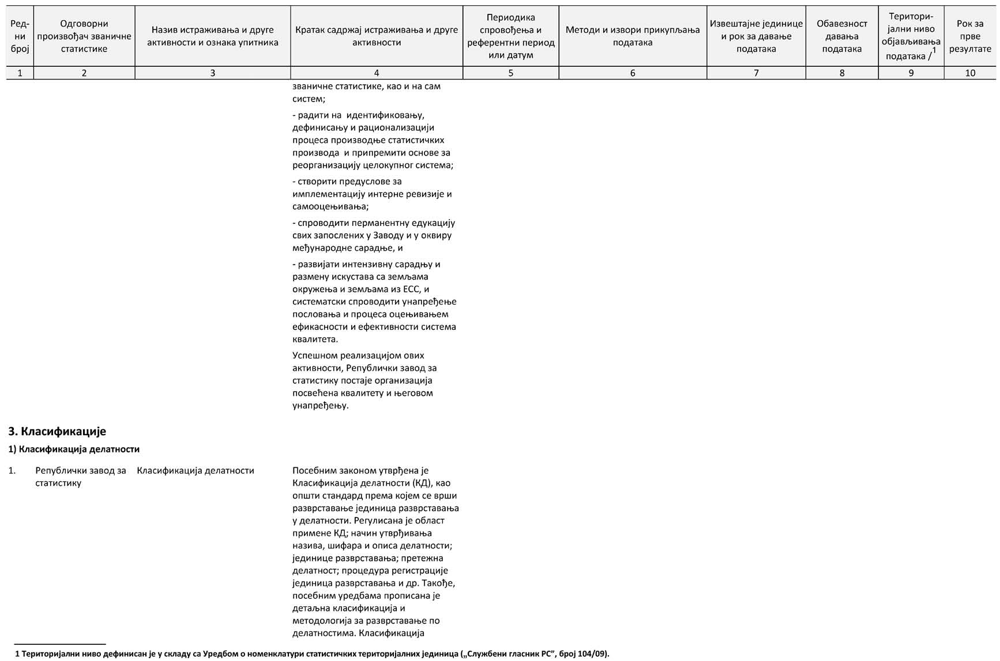 Ред-
ни
број
Одговорни
произвођач званичне
статистике
Назив истраживања и друге
активности и ознака упитника
Кратак садржај истраживања и друге
активности
Периодика
спровођења и
референтни период
или датум
Методи и извори прикупљања
података
Извештајне јединице
и рок за давање
података
Обавезност
давања
података
Територи-
јални ниво
објављивања
података /1
Рок за
прве
резултате
1 2 3 4 5 6 7 8 9 10
званичне статистике, као и на сам
систем;
- радити на идентификовању,
дефинисању и рационализацији
процеса производње статистичких
производа и припремити основе за
реорганизацију целокупног система;
- створити предуслове за
имплементацију интерне ревизије и
самооцењивања;
- спроводити перманентну едукацију
свих запослених у Заводу и у оквиру
међународне сарадње, и
- развијати интензивну сарадњу и
размену искустава са земљама
окружења и земљама из ЕСС, и
систематски спроводити унапређење
пословања и процеса оцењивањем
ефикасности и ефективности система
квалитета.
Успешном реализацијом ових
активности, Републички завод за
статистику постаје организација
посвећена квалитету и његовом
унапређењу.
3. Класификације
1) Класификација делатности
1.
Републички завод за
статистику
Класификација делатности
Посебним законом утврђена је
Класификација делатности (КД), као
општи стандард према којем се врши
разврставање јединица разврставања
у делатности. Регулисана је област
примене КД; начин утврђивања
назива, шифара и описа делатности;
јединице разврставања; претежна
делатност; процедура регистрације
јединица разврставања и др. Такође,
посебним уредбама прописана је
детаљна класификација и
методологија за разврставање по
делатностима. Класификација
1 Територијални ниво дефинисан је у складу са Уредбом о номенклатури статистичких територијалних јединица („Службени гласник РС”, број 104/09).